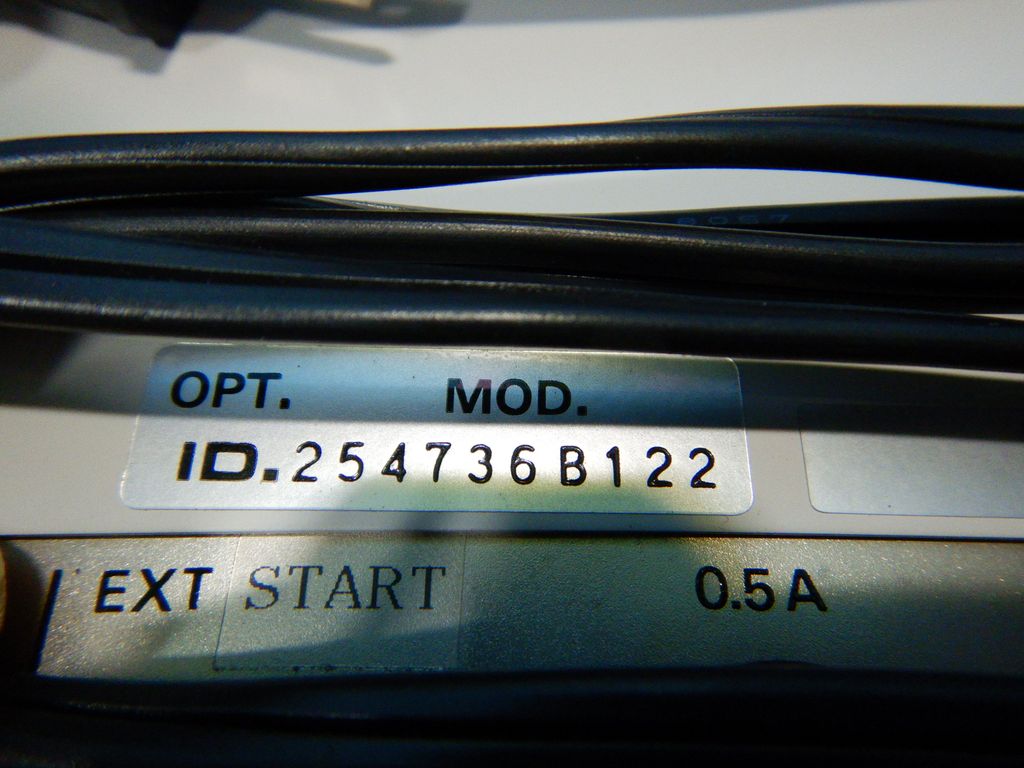 OPT. MOD.
ID.254736B122
EXT START 0.5A